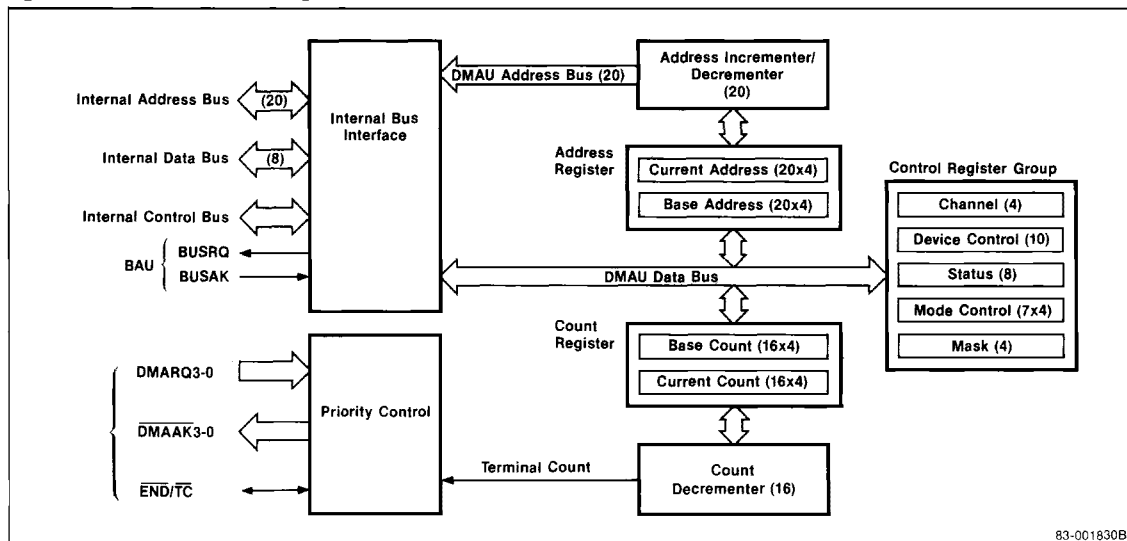 Internal Address Bus
(20)
Internal Data Bus
(8)
Internal Control Bus
BAU
BUSRQ
BUSAK
Internal Bus
Interface
DMAU Address Bus (20)
Address Incrementer/
Decrementer
(20)
Address
Register
Current Address (20x4)
Base Address (20x4)
DMAU Data Bus
Control Register Group
Channel (4)
Device Control (10)
Status (8)
Mode Control (7x4)
Mask (4)
Count
Register
Base Count (16x4)
Current Count (16x4)
DMARQ3-0
DMAAK3-0
END/TC
Priority Control
Terminal Count
Count
Decrementer (16)
83-001830B